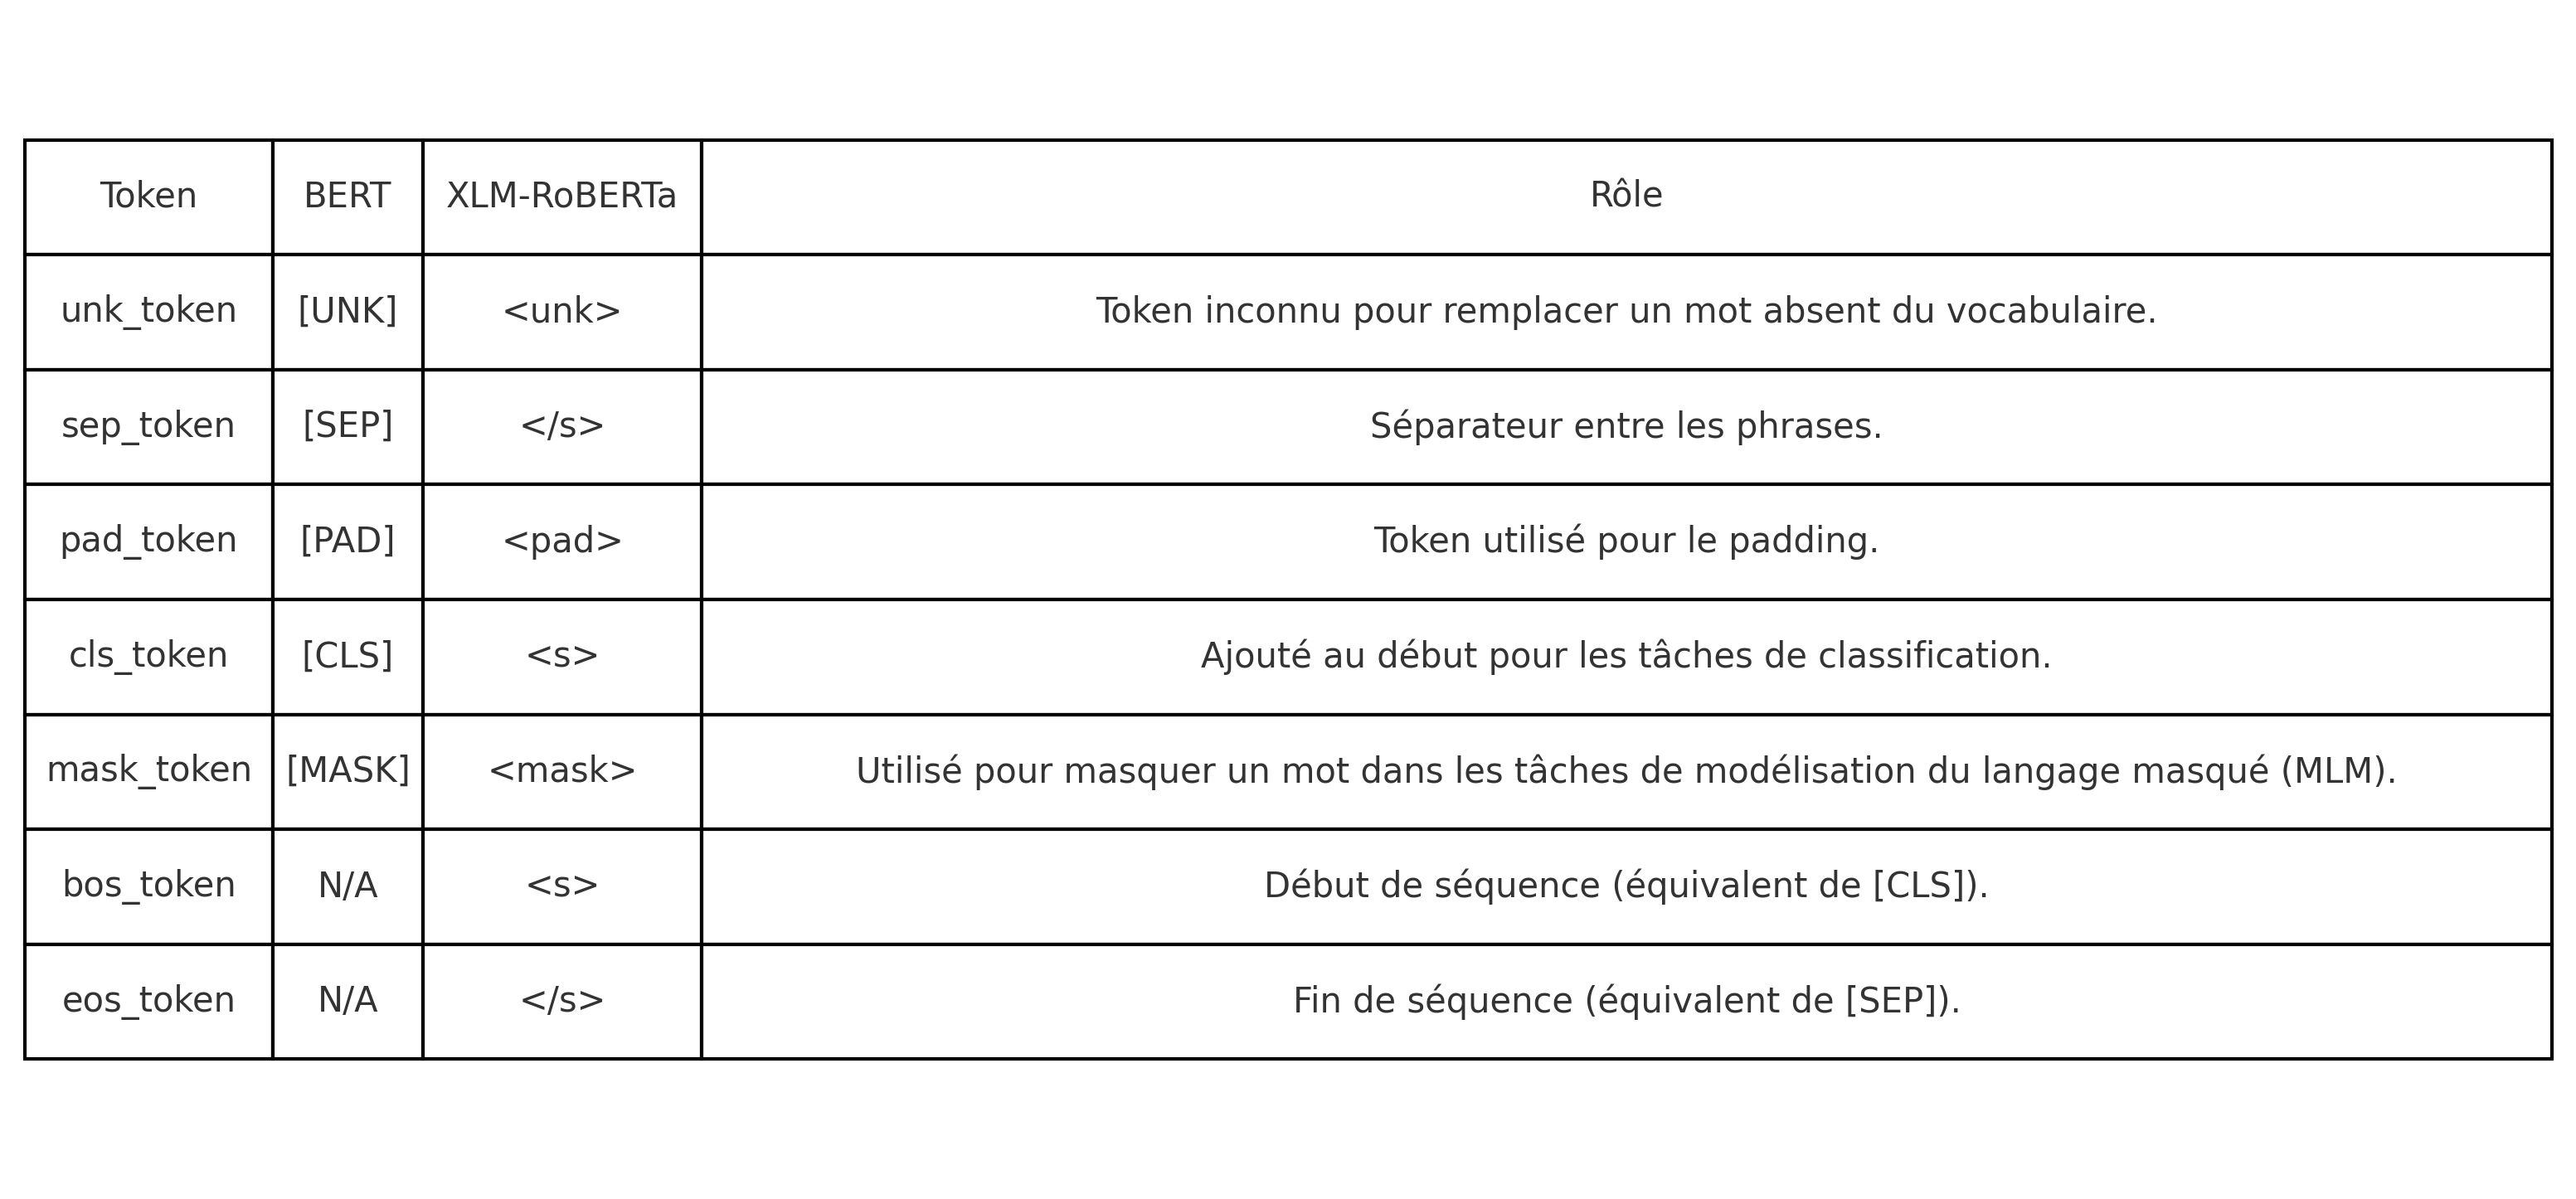 Token BERT XLM-RoBERTa Rôle
unk_token [UNK] <unk> Token inconnu pour remplacer un mot absent du vocabulaire.
sep_token [SEP] </s> Séparateur entre les phrases.
pad_token [PAD] <pad> Token utilisé pour le padding.
cls_token [CLS] <s> Ajouté au début pour les tâches de classification.
mask_token [MASK] <mask> Utilisé pour masquer un mot dans les tâches de modélisation du langage masqué (MLM).
bos_token N/A <s> Début de séquence (équivalent de [CLS]).
eos_token N/A </s> Fin de séquence (équivalent de [SEP]).